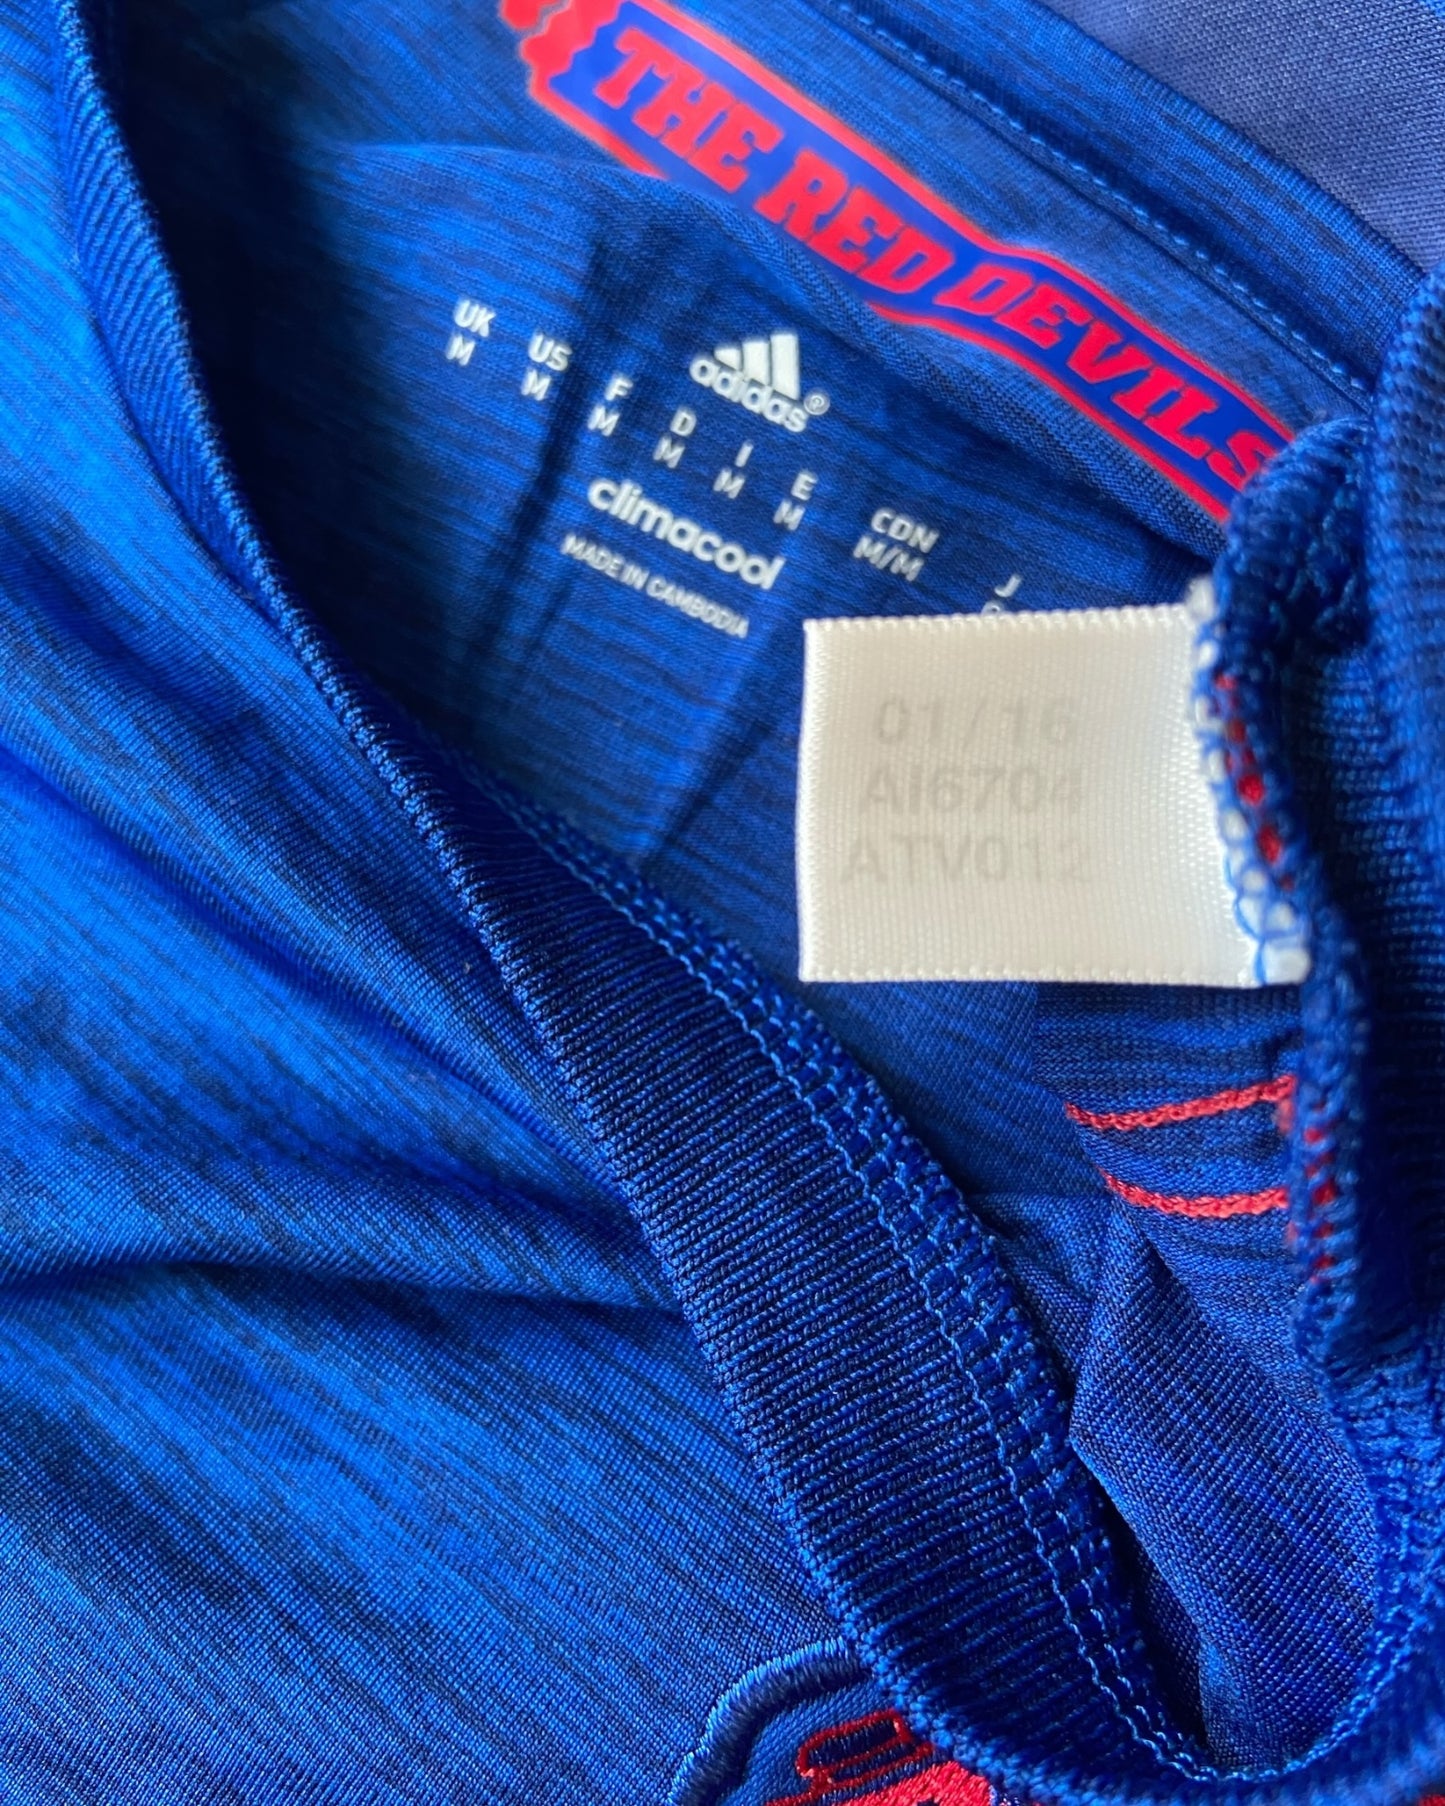 THE RED DEVILS
adidas®
UK US F D I E CDN J
M M M M M M M/M
climacool
MADE IN CAMBODIA
01/16
AI6704
ATV012